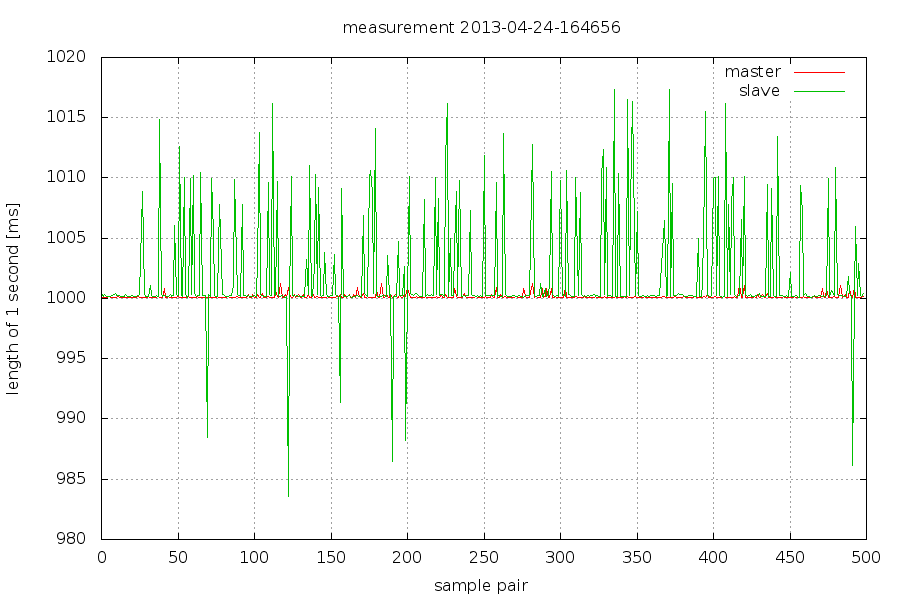 measurement 2013-04-24-164656
master
slave
length of 1 second [ms]
1020
1015
1010
1005
1000
995
990
985
980
0 50 100 150 200 250 300 350 400 450 500
sample pair